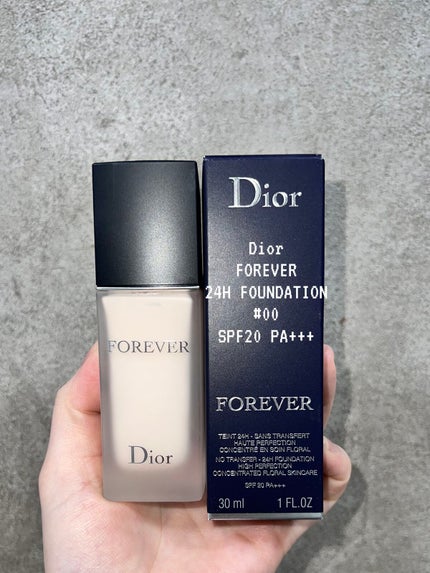 FOREVER
Dior
Dior
Dior
FOREVER
24H FOUNDATION
#00
SPF20 PA+++
FOREVER
TEINT 24H - SANS TRANSFERT
HAUTE PERFECTION
CONCENTRÉ EN SOIN FLORAL
NO TRANSFER - 24H FOUNDATION
HIGH PERFECTION
CONCENTRATED FLORAL SKINCARE
SPF 20 PA+++
30 ml 1 FL.OZ